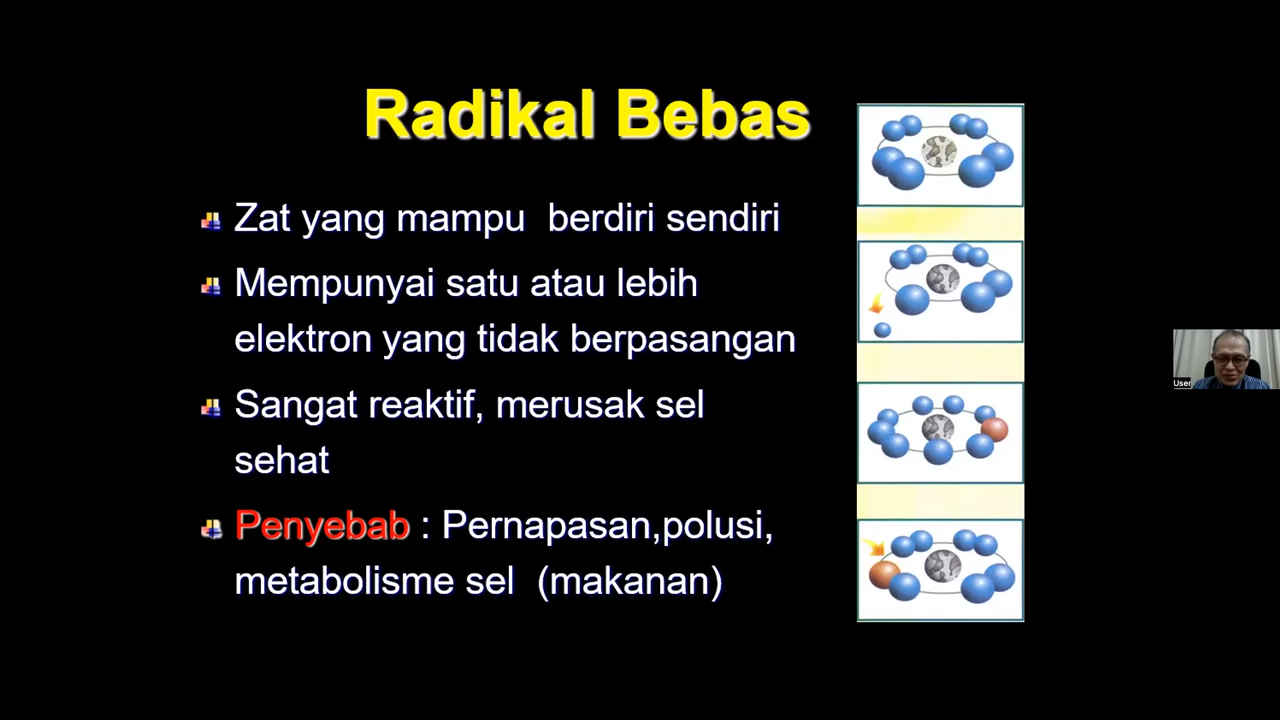 Radikal Bebas
Zat yang mampu berdiri sendiri
Mempunyai satu atau lebih
elektron yang tidak berpasangan
Sangat reaktif, merusak sel
sehat
Penyebab : Pernapasan,polusi,
metabolisme sel (makanan)
User